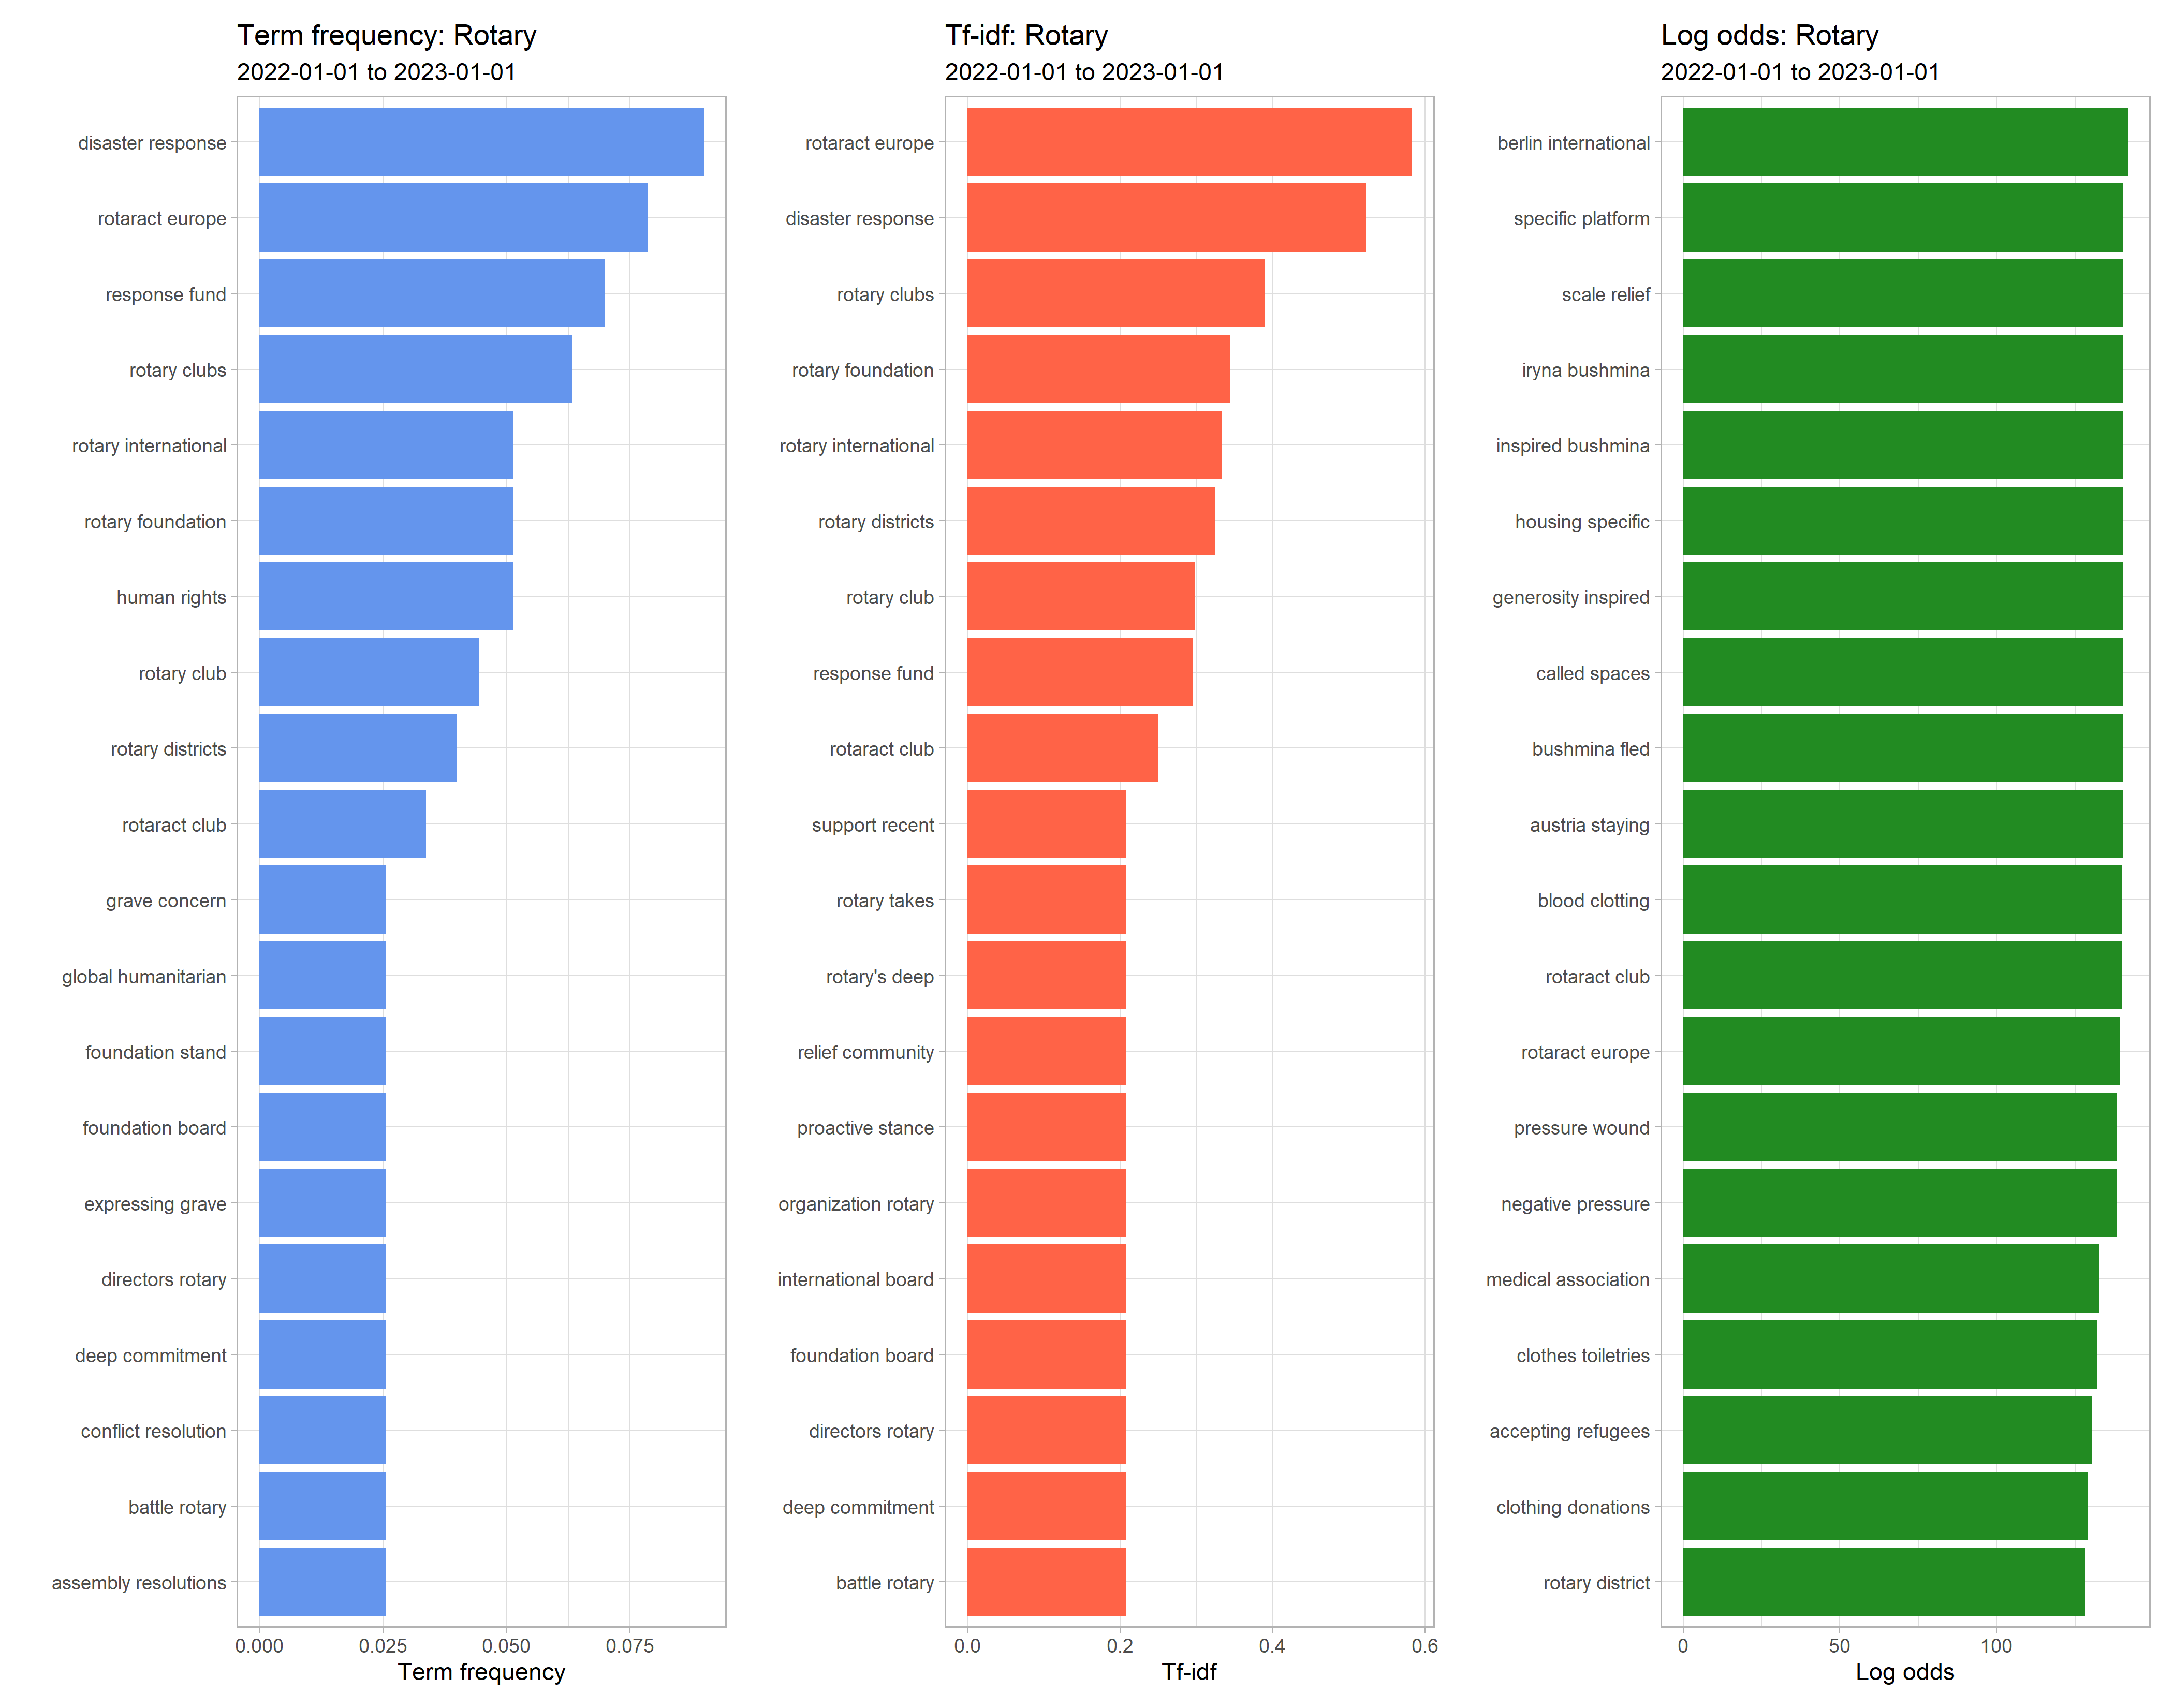 Term frequency: Rotary
2022-01-01 to 2023-01-01
disaster response
rotaract europe
response fund
rotary clubs
rotary international
rotary foundation
human rights
rotary club
rotary districts
rotaract club
grave concern
global humanitarian
foundation stand
foundation board
expressing grave
directors rotary
deep commitment
conflict resolution
battle rotary
assembly resolutions
0.000 0.025 0.050 0.075
Term frequency
Tf-idf: Rotary
2022-01-01 to 2023-01-01
rotaract europe
disaster response
rotary clubs
rotary foundation
rotary international
rotary districts
rotary club
response fund
rotaract club
support recent
rotary takes
rotary's deep
relief community
proactive stance
organization rotary
international board
foundation board
directors rotary
deep commitment
battle rotary
0.0 0.2 0.4 0.6
Tf-idf
Log odds: Rotary
2022-01-01 to 2023-01-01
berlin international
specific platform
scale relief
iryna bushmina
inspired bushmina
housing specific
generosity inspired
called spaces
bushmina fled
austria staying
blood clotting
rotaract club
rotaract europe
pressure wound
negative pressure
medical association
clothes toiletries
accepting refugees
clothing donations
rotary district
0 50 100
Log odds